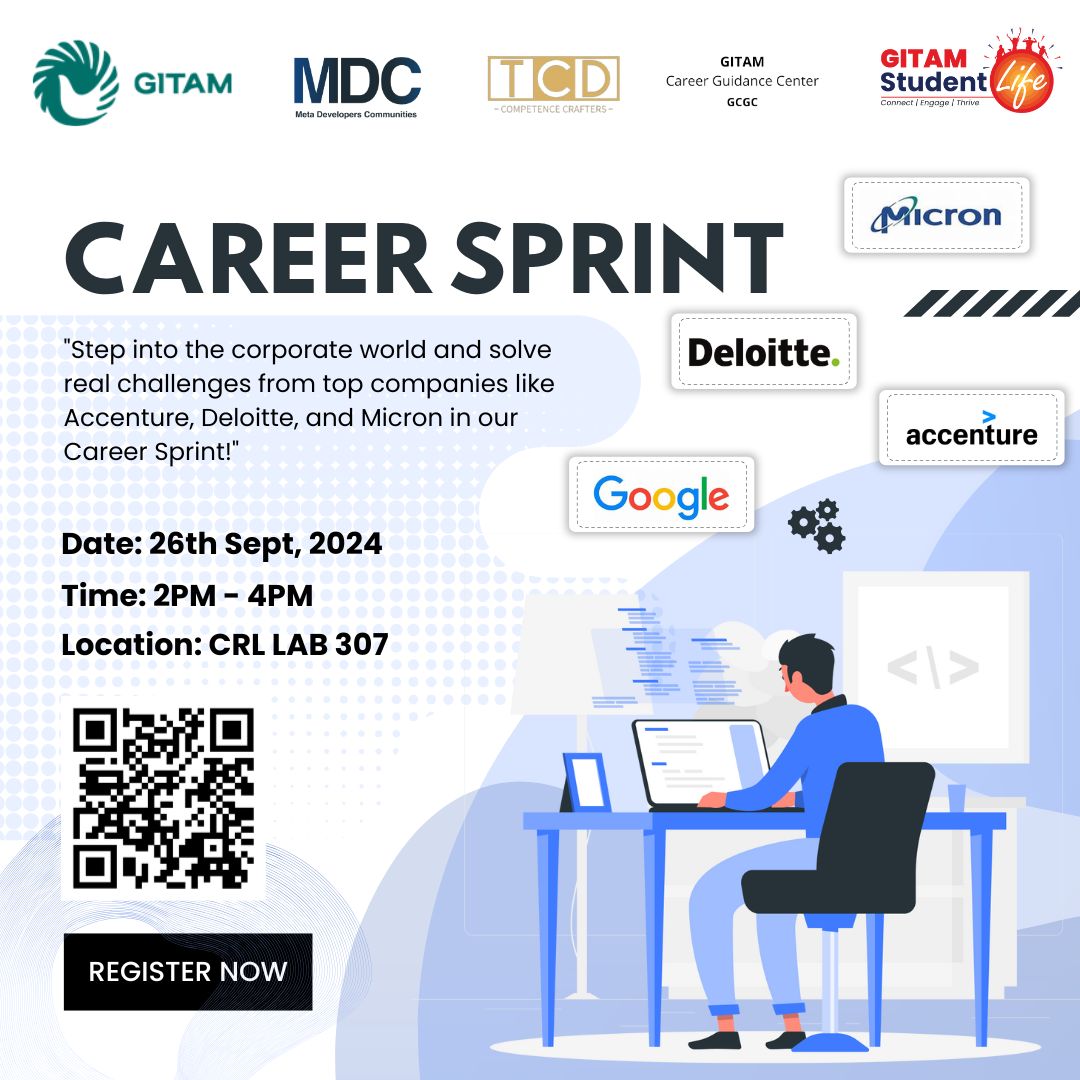 GITAM
MDC
Meta Developers Communities
TCD
- COMPETENCE CRAFTERS -
GITAM
Career Guidance Center
GCGC
GITAM
Student Life
Connect | Engage | Thrive
CAREER SPRINT
Micron
"Step into the corporate world and solve
real challenges from top companies like
Accenture, Deloitte, and Micron in our
Career Sprint!"
Deloitte.
accenture
Google
Date: 26th Sept, 2024
Time: 2PM - 4PM
Location: CRL LAB 307
<\>
REGISTER NOW